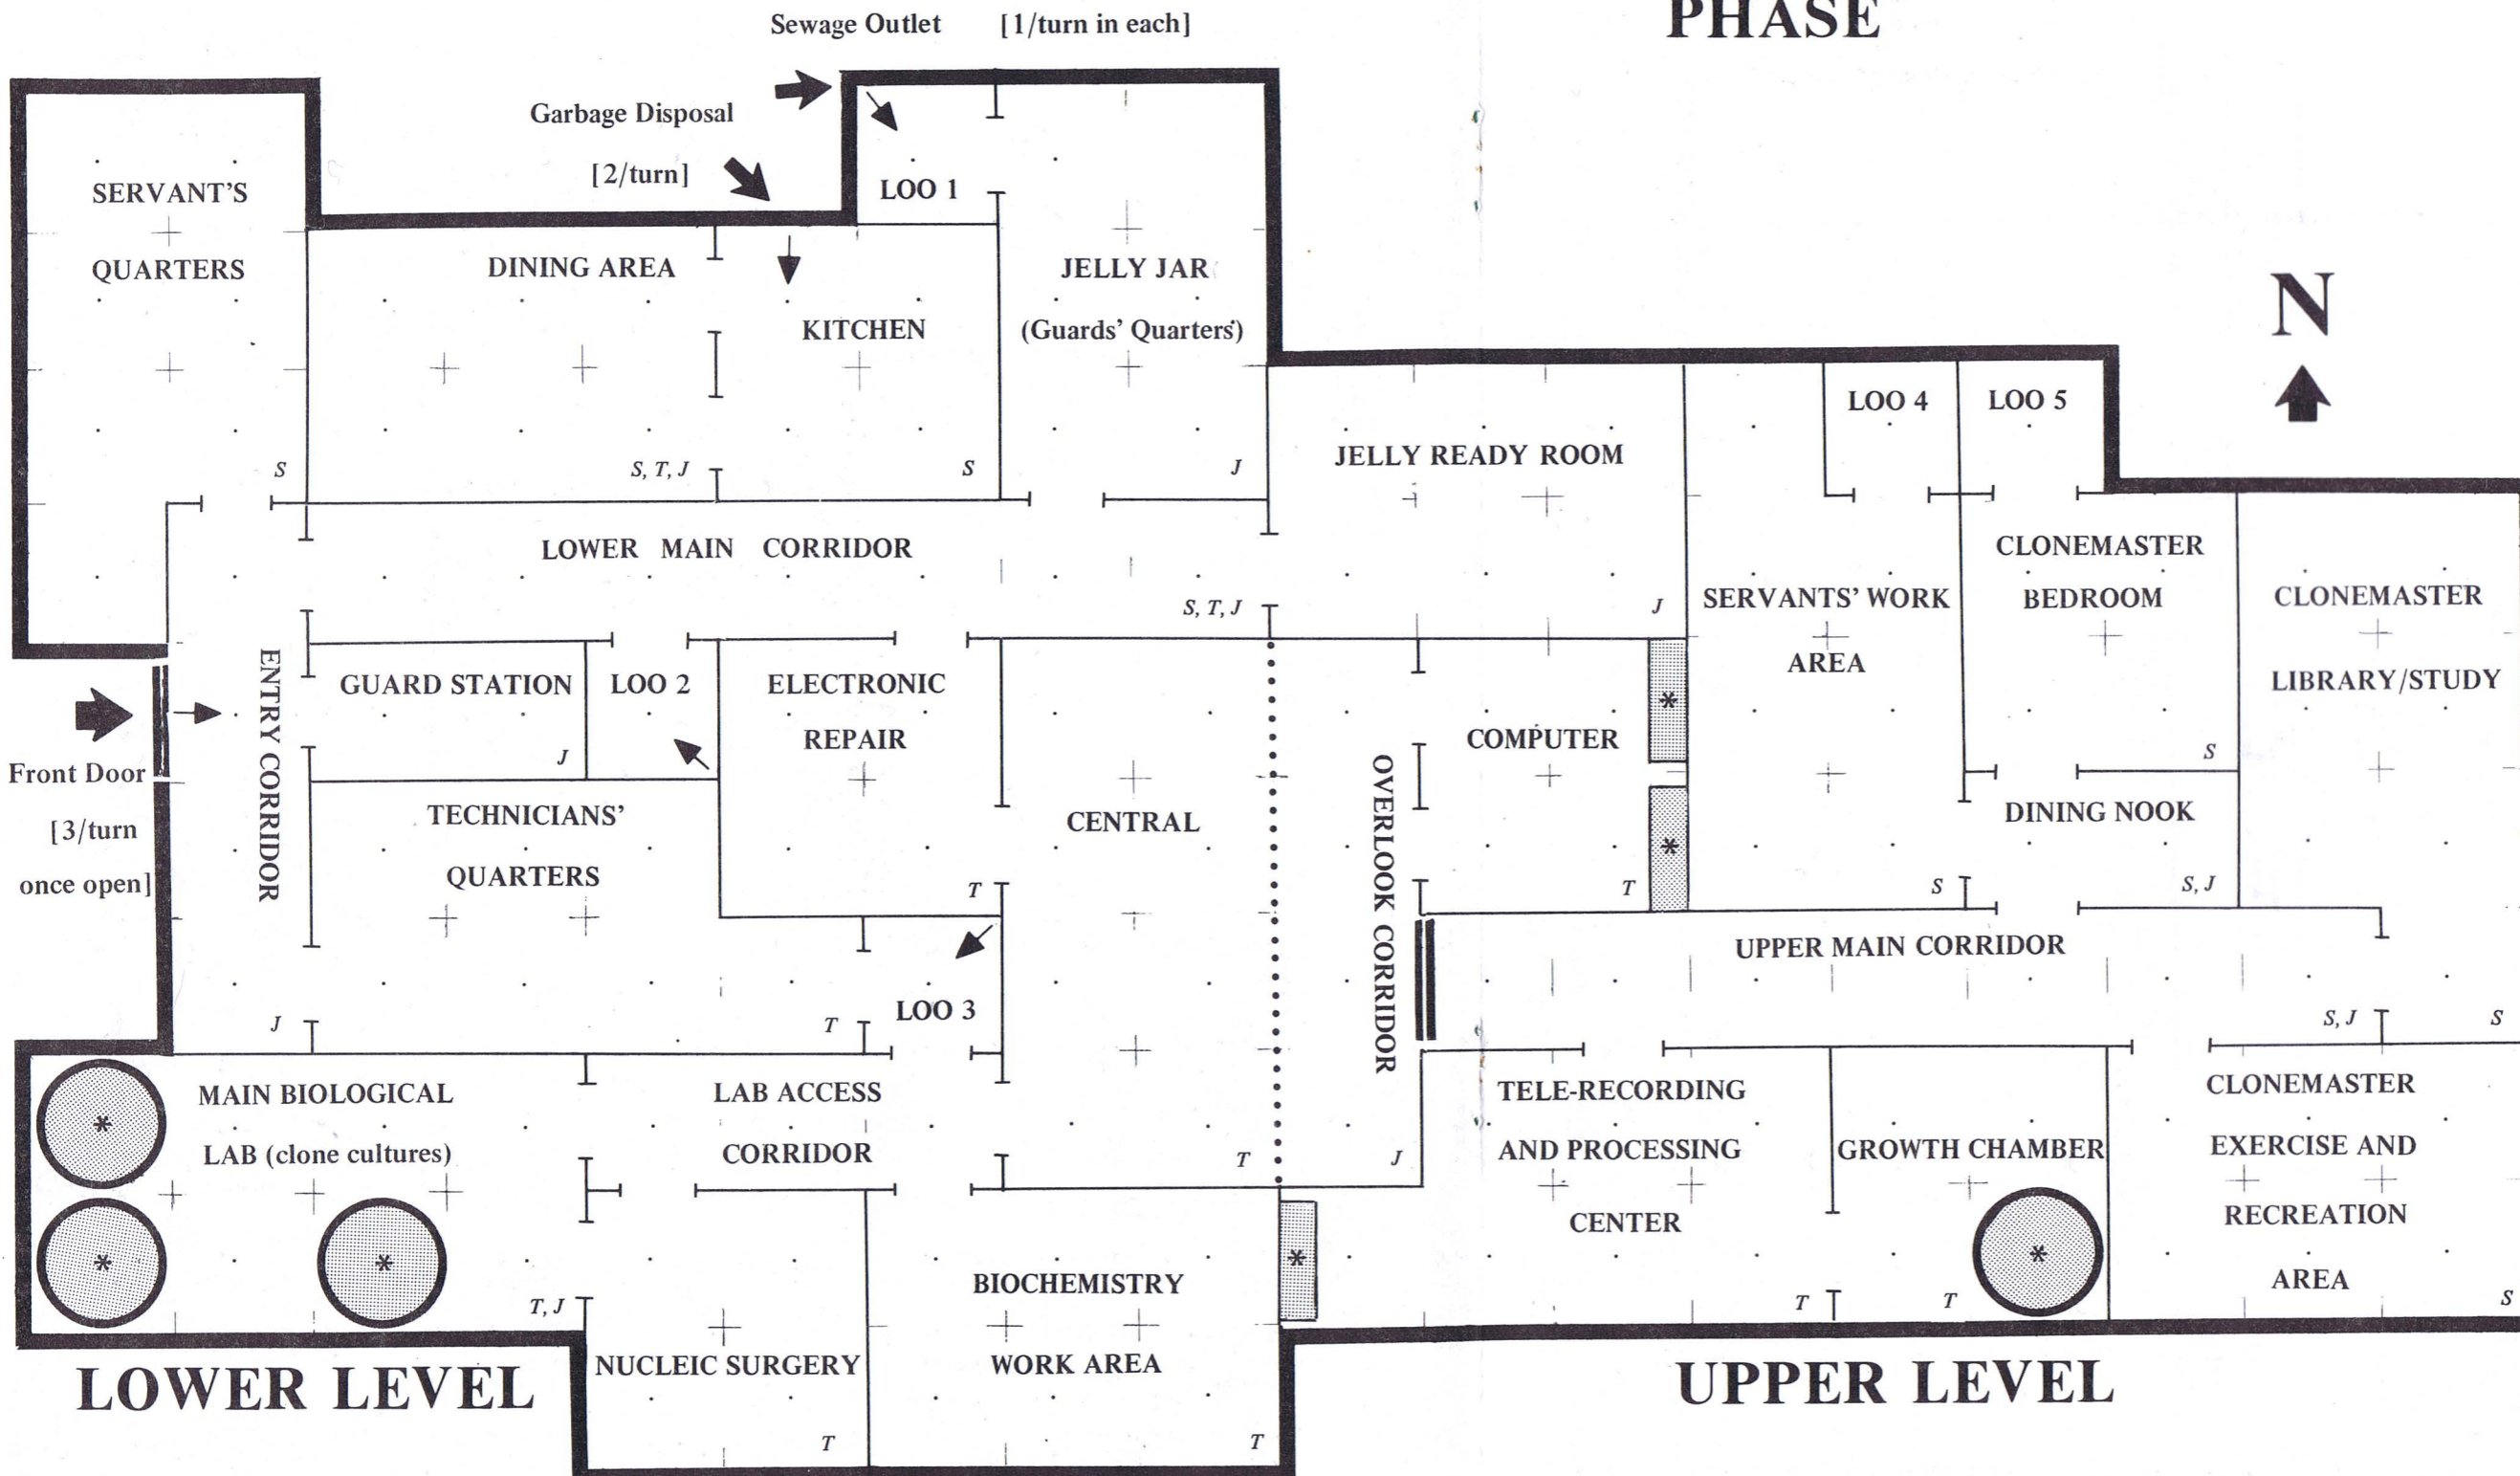 PHASE
Sewage Outlet [1/turn in each]
Garbage Disposal
[2/turn]
LOO 1
SERVANT'S
QUARTERS
S
DINING AREA
S, T, J
KITCHEN
S
JELLY JAR
(Guards' Quarters)
J
N
JELLY READY ROOM
J
LOO 4
LOO 5
LOWER MAIN CORRIDOR
S, T, J
SERVANTS' WORK
AREA
S
CLONEMASTER
BEDROOM
S
CLONEMASTER
LIBRARY/STUDY
S
Front Door
[3/turn
once open]
ENTRY CORRIDOR
J
GUARD STATION
J
LOO 2
ELECTRONIC
REPAIR
T
TECHNICIANS'
QUARTERS
T
LOO 3
CENTRAL
T
OVERLOOK CORRIDOR
J
COMPUTER
T
*
*
DINING NOOK
S, J
UPPER MAIN CORRIDOR
S, J
MAIN BIOLOGICAL
LAB (clone cultures)
T, J
*
*
*
LAB ACCESS
CORRIDOR
NUCLEIC SURGERY
T
BIOCHEMISTRY
WORK AREA
T
*
TELE-RECORDING
AND PROCESSING
CENTER
T
GROWTH CHAMBER
T
*
CLONEMASTER
EXERCISE AND
RECREATION
AREA
S
LOWER LEVEL
UPPER LEVEL